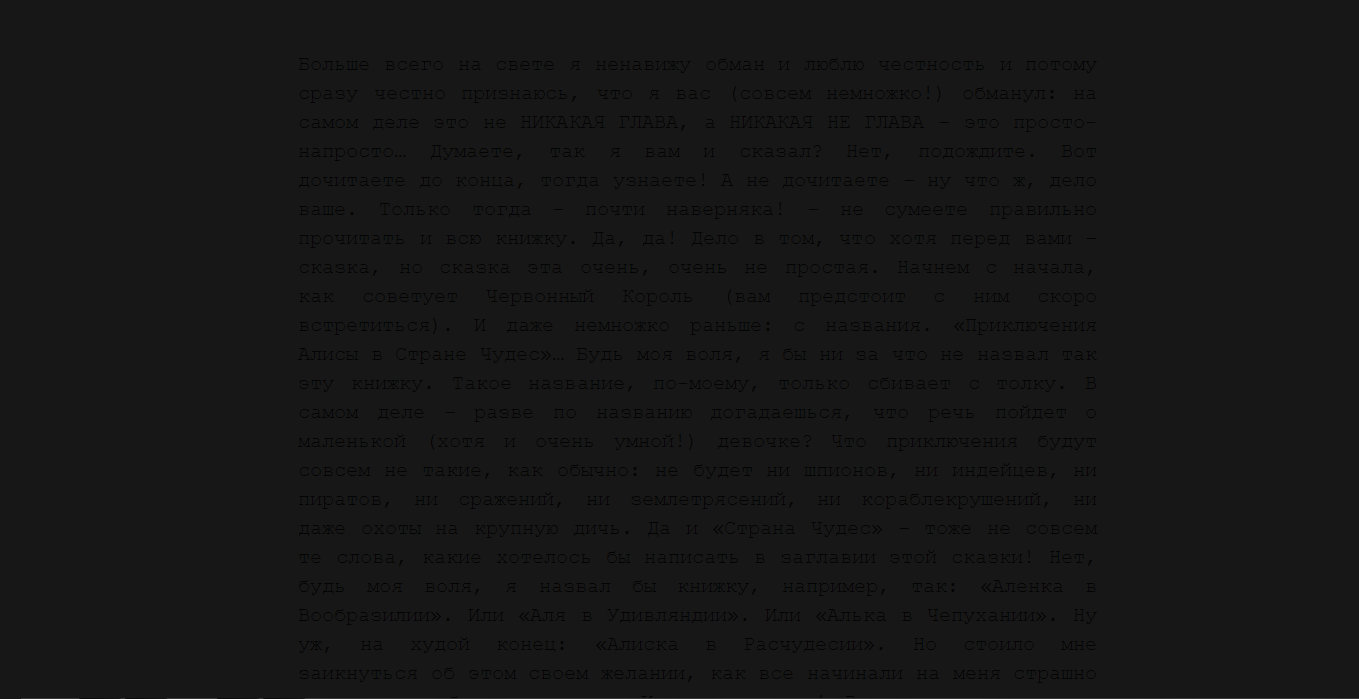 Больше всего на свете я ненавижу обман и люблю честность и потому
сразу честно признаюсь, что я вас (совсем немножко!) обманул: на
самом деле это не НИКАКАЯ ГЛАВА, а НИКАКАЯ НЕ ГЛАВА – это просто-
напросто… Думаете, так я вам и сказал? Нет, подождите. Вот
дочитаете до конца, тогда узнаете! А не дочитаете – ну что ж, дело
ваше. Только тогда – почти наверняка! – не сумеете правильно
прочитать и всю книжку. Да, да! Дело в том, что хотя перед вами –
сказка, но сказка эта очень, очень не простая. Начнем с начала,
как советует Червонный Король (вам предстоит с ним скоро
встретиться). И даже немножко раньше: с названия. «Приключения
Алисы в Стране Чудес»… Будь моя воля, я бы ни за что не назвал так
эту книжку. Такое название, по-моему, только сбивает с толку. В
самом деле – разве по названию догадаешься, что речь пойдет о
маленькой (хотя и очень умной!) девочке? Что приключения будут
совсем не такие, как обычно: не будет ни шпионов, ни индейцев, ни
пиратов, ни сражений, ни землетрясений, ни кораблекрушений, ни
даже охоты на крупную дичь. Да и «Страна Чудес» – тоже не совсем
те слова, какие хотелось бы написать в заглавии этой сказки! Нет,
будь моя воля, я назвал бы книжку, например, так: «Аленка в
Вообразилии». Или «Аля в Удивляндии». Или «Алька в Чепухании». Ну
уж, на худой конец: «Алиска в Расчудесии». Но стоило мне
заикнуться об этом своем желании, как все начинали на меня страшно